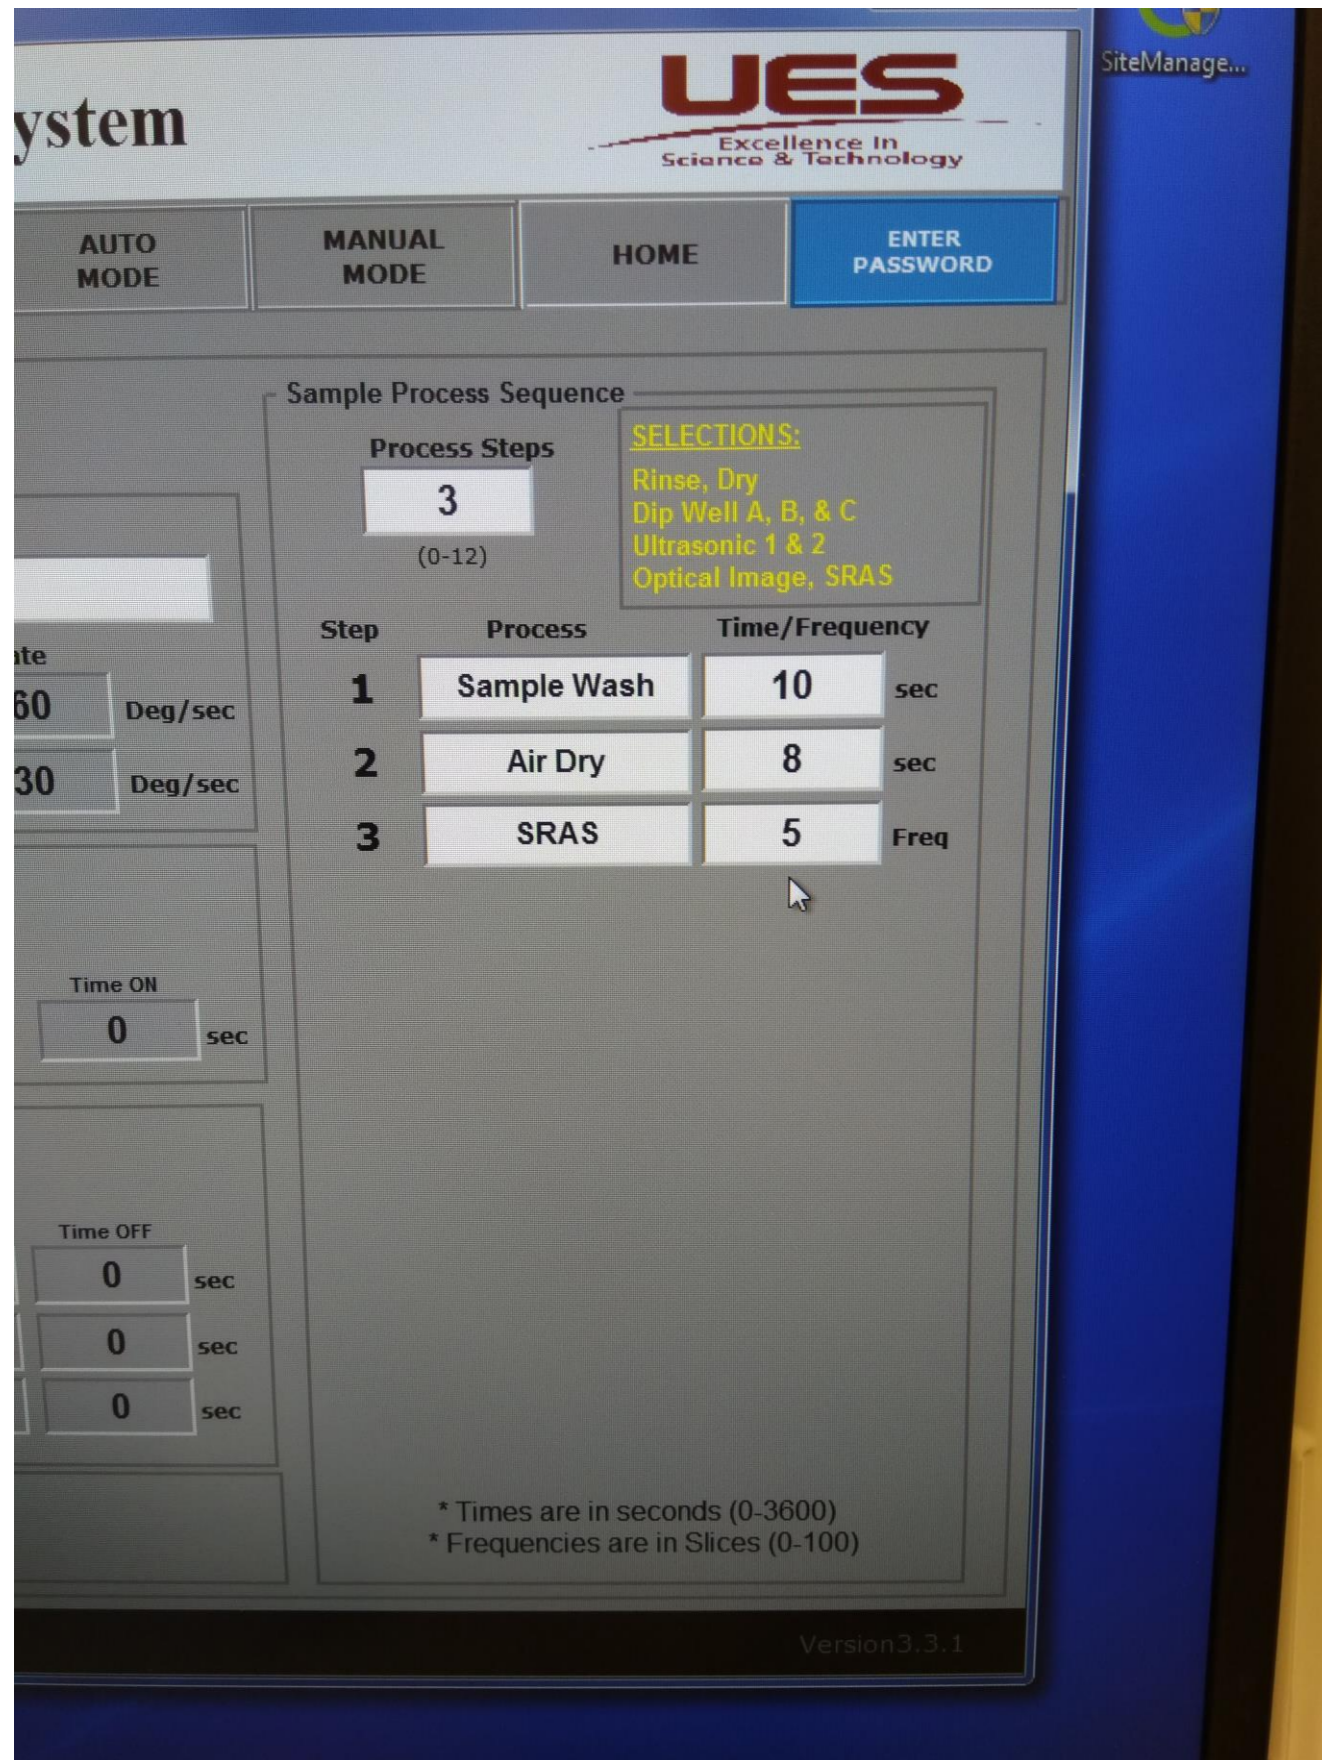 SiteManage...
ystem
UES
Excellence In
Science & Technology
AUTO
MODE
MANUAL
MODE
HOME
ENTER
PASSWORD
Sample Process Sequence
Process Steps
3
(0-12)
SELECTIONS:
Rinse, Dry
Dip Well A, B, & C
Ultrasonic 1 & 2
Optical Image, SRAS
Step Process Time/Frequency
1 Sample Wash 10 sec
2 Air Dry 8 sec
3 SRAS 5 Freq
ate
60 Deg/sec
30 Deg/sec
Time ON
0 sec
Time OFF
0 sec
0 sec
0 sec
* Times are in seconds (0-3600)
* Frequencies are in Slices (0-100)
Version3.3.1